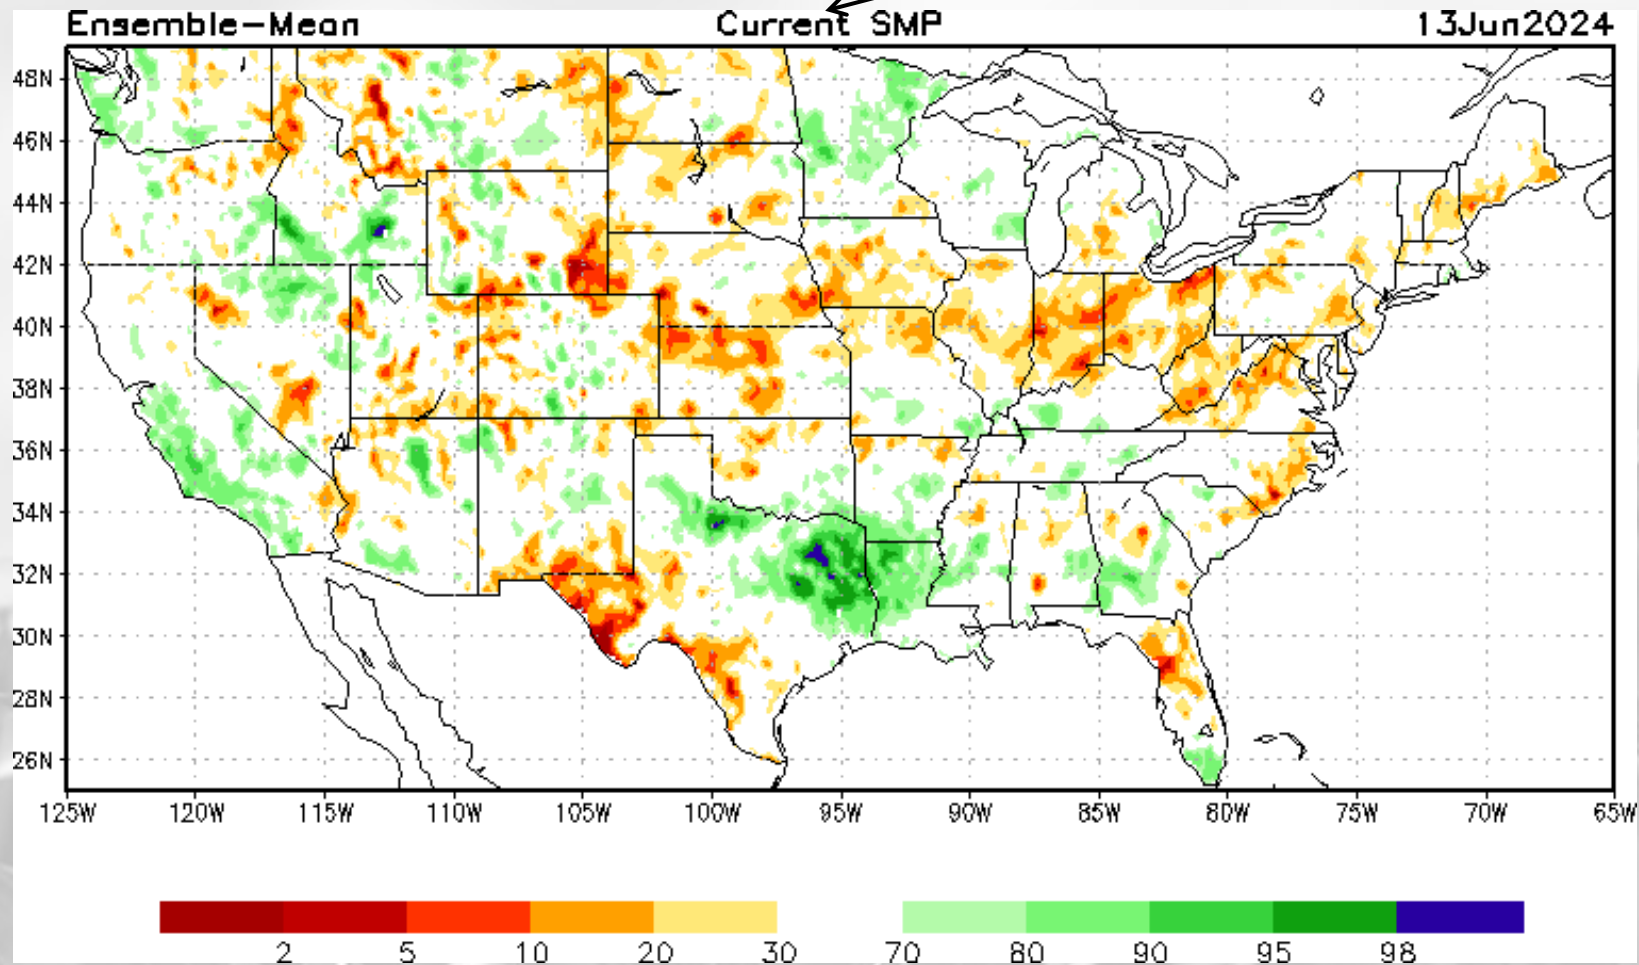 Ensemble-Mean Current SMP 13Jun2024
48N
46N
44N
42N
40N
38N
36N
34N
32N
30N
28N
26N
125W 120W 115W 110W 105W 100W 95W 90W 85W 80W 75W 70W 65W
2 5 10 20 30 70 80 90 95 98